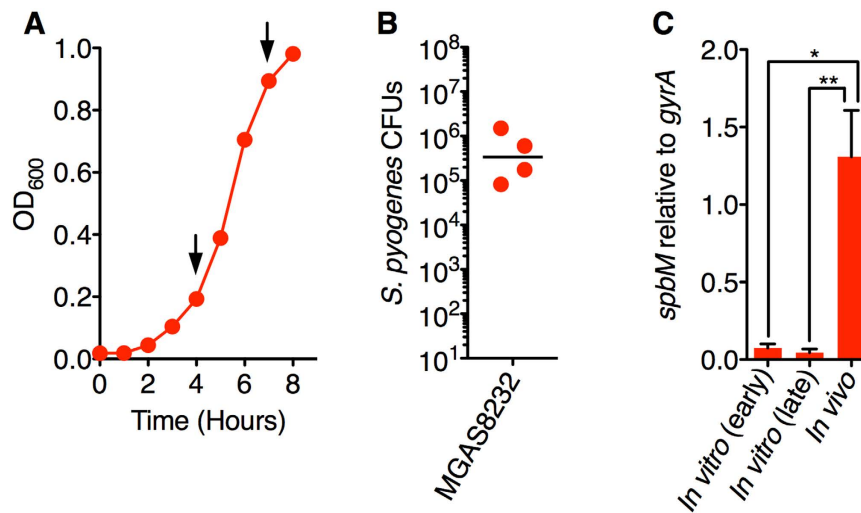 A
1.0
0.8
0.6
0.4
0.2
0.0
OD600
0
2
4
6
8
Time (Hours)
B
10^8
10^7
10^6
10^5
10^4
10^3
10^2
10^1
S. pyogenes CFUs
MGAS8232
C
2.0
1.5
1.0
0.5
0.0
spbM relative to gyrA
*
**
In vitro (early)
In vitro (late)
In vivo